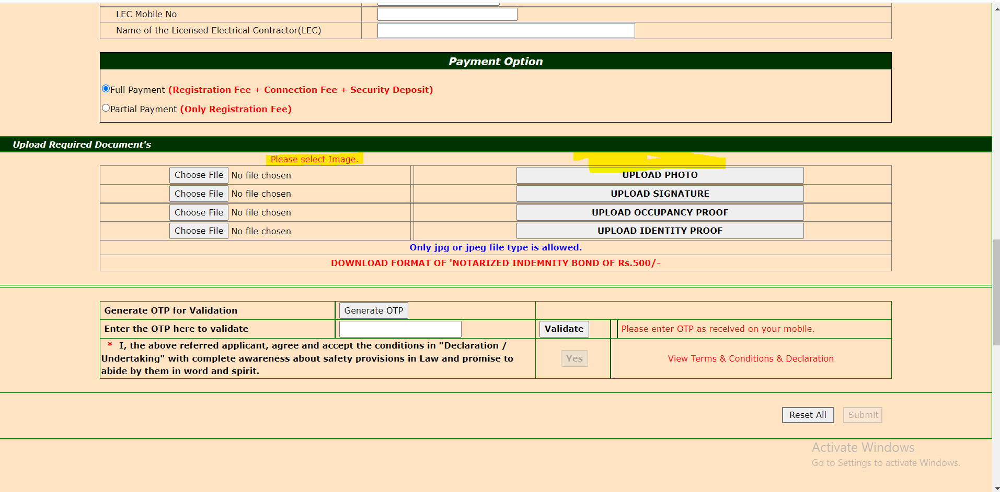 LEC Mobile No
Name of the Licensed Electrical Contractor(LEC)
Payment Option
Full Payment (Registration Fee + Connection Fee + Security Deposit)
Partial Payment (Only Registration Fee)
Upload Required Document's
Please select Image.
Choose File No file chosen UPLOAD PHOTO
Choose File No file chosen UPLOAD SIGNATURE
Choose File No file chosen UPLOAD OCCUPANCY PROOF
Choose File No file chosen UPLOAD IDENTITY PROOF
Only jpg or jpeg file type is allowed.
DOWNLOAD FORMAT OF 'NOTARIZED INDEMNITY BOND OF Rs.500/-
Generate OTP for Validation Generate OTP
Enter the OTP here to validate Validate Please enter OTP as received on your mobile.
* I, the above referred applicant, agree and accept the conditions in "Declaration /
Undertaking" with complete awareness about safety provisions in Law and promise to
abide by them in word and spirit.
Yes View Terms & Conditions & Declaration
Reset All Submit
Activate Windows
Go to Settings to activate Windows.